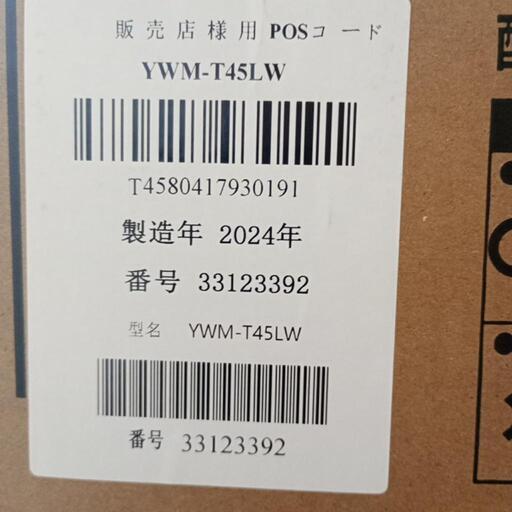 販売店様用 POSコード
YWM-T45LW
T4580417930191
製造年 2024年
番号 33123392
型名 YWM-T45LW
番号 33123392